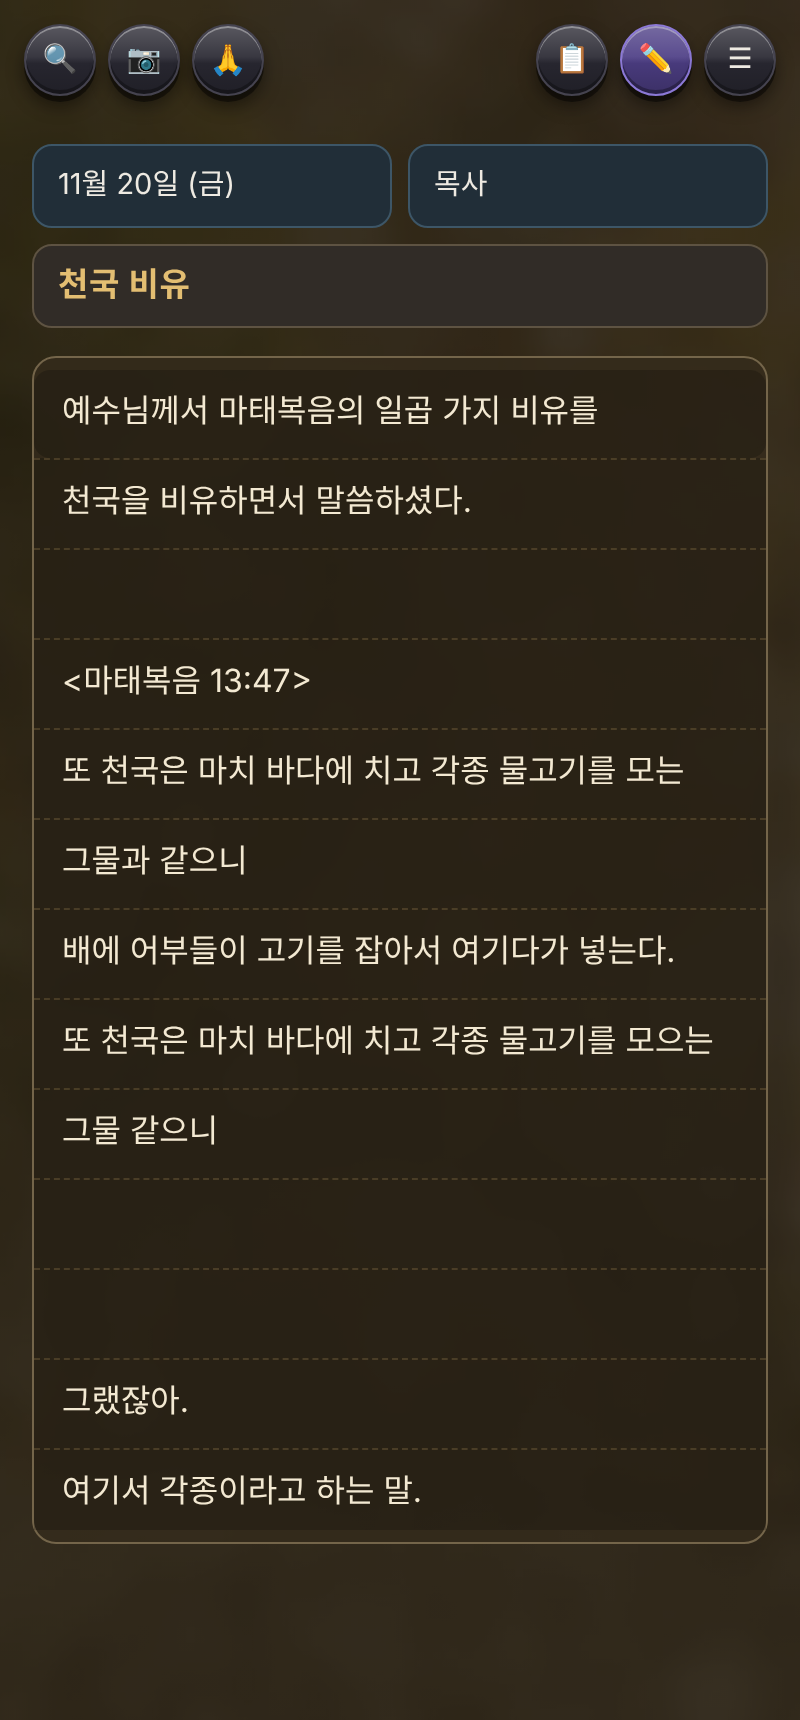 11월 20일 (금)
목사
천국 비유
예수님께서 마태복음의 일곱 가지 비유를
천국을 비유하면서 말씀하셨다.
<마태복음 13:47>
또 천국은 마치 바다에 치고 각종 물고기를 모는
그물과 같으니
배에 어부들이 고기를 잡아서 여기다가 넣는다.
또 천국은 마치 바다에 치고 각종 물고기를 모으는
그물 같으니
그랬잖아.
여기서 각종이라고 하는 말.